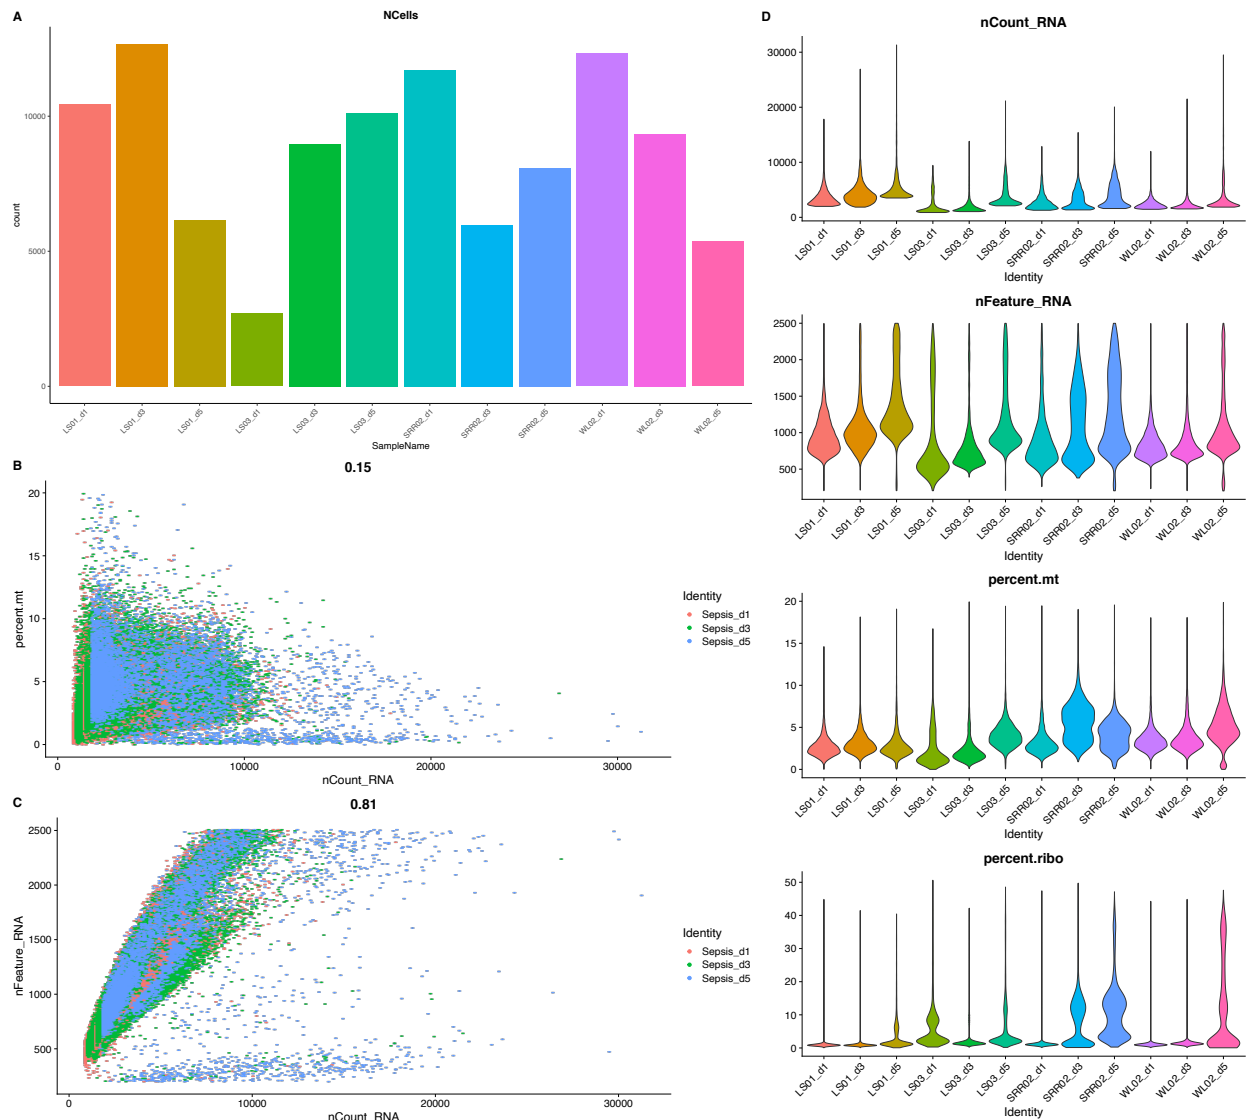 A
NCells
count
10000
5000
0
LS01_d1
LS01_d3
LS01_d5
LS03_d1
LS03_d3
LS03_d5
SRR02_d1
SRR02_d3
SRR02_d5
WL02_d1
WL02_d3
WL02_d5
SampleName
B
0.15
percent.mt
20
15
10
5
0
0
10000
20000
30000
nCount_RNA
Identity
Sepsis_d1
Sepsis_d3
Sepsis_d5
C
0.81
nFeature_RNA
2500
2000
1500
1000
500
0
10000
20000
30000
nCount_RNA
Identity
Sepsis_d1
Sepsis_d3
Sepsis_d5
D
nCount_RNA
30000
20000
10000
0
LS01_d1
LS01_d3
LS01_d5
LS03_d1
LS03_d3
LS03_d5
SRR02_d1
SRR02_d3
SRR02_d5
WL02_d1
WL02_d3
WL02_d5
Identity
nFeature_RNA
2500
2000
1500
1000
500
LS01_d1
LS01_d3
LS01_d5
LS03_d1
LS03_d3
LS03_d5
SRR02_d1
SRR02_d3
SRR02_d5
WL02_d1
WL02_d3
WL02_d5
Identity
percent.mt
20
15
10
5
0
LS01_d1
LS01_d3
LS01_d5
LS03_d1
LS03_d3
LS03_d5
SRR02_d1
SRR02_d3
SRR02_d5
WL02_d1
WL02_d3
WL02_d5
Identity
percent.ribo
50
40
30
20
10
0
LS01_d1
LS01_d3
LS01_d5
LS03_d1
LS03_d3
LS03_d5
SRR02_d1
SRR02_d3
SRR02_d5
WL02_d1
WL02_d3
WL02_d5
Identity